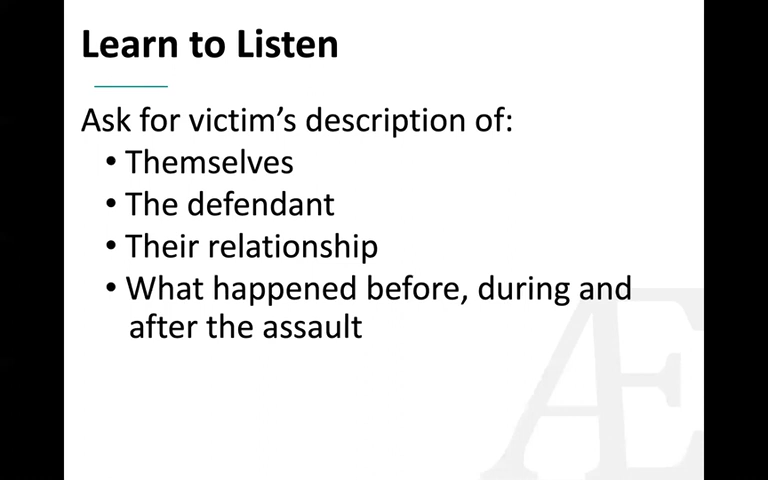 Learn to Listen
Ask for victim’s description of:
• Themselves
• The defendant
• Their relationship
• What happened before, during and
after the assault
Æ